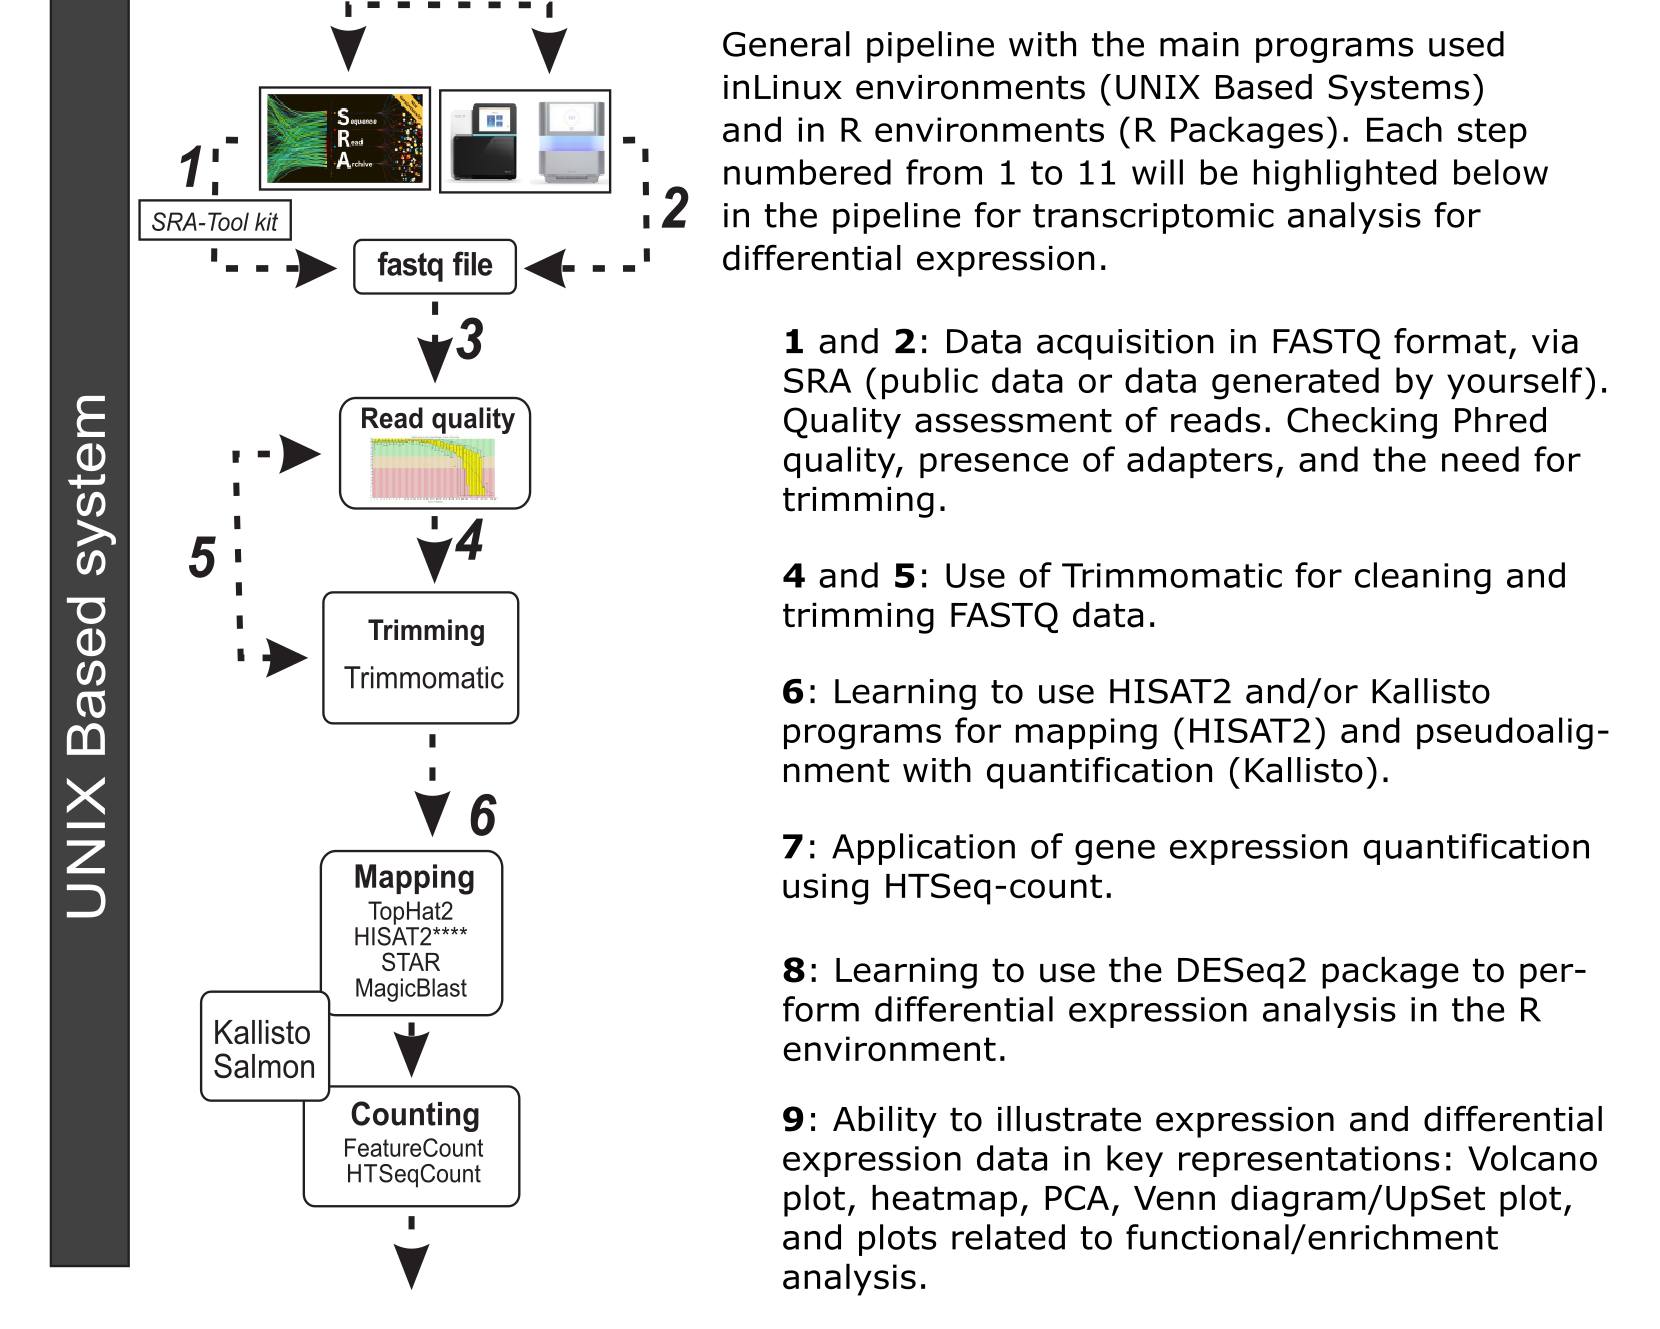 General pipeline with the main programs used
inLinux environments (UNIX Based Systems)
and in R environments (R Packages). Each step
numbered from 1 to 11 will be highlighted below
in the pipeline for transcriptomic analysis for
differential expression.
1 and 2: Data acquisition in FASTQ format, via
SRA (public data or data generated by yourself).
Quality assessment of reads. Checking Phred
quality, presence of adapters, and the need for
trimming.
4 and 5: Use of Trimmomatic for cleaning and
trimming FASTQ data.
6: Learning to use HISAT2 and/or Kallisto
programs for mapping (HISAT2) and pseudoalig-
nment with quantification (Kallisto).
7: Application of gene expression quantification
using HTSeq-count.
8: Learning to use the DESeq2 package to per-
form differential expression analysis in the R
environment.
9: Ability to illustrate expression and differential
expression data in key representations: Volcano
plot, heatmap, PCA, Venn diagram/UpSet plot,
and plots related to functional/enrichment
analysis.
UNIX Based system
Sequence
Read
Archive
1
2
SRA-Tool kit
fastq file
3
Read quality
4
5
Trimming
Trimmomatic
6
Mapping
TopHat2
HISAT2****
STAR
MagicBlast
Kallisto
Salmon
Counting
FeatureCount
HTSeqCount